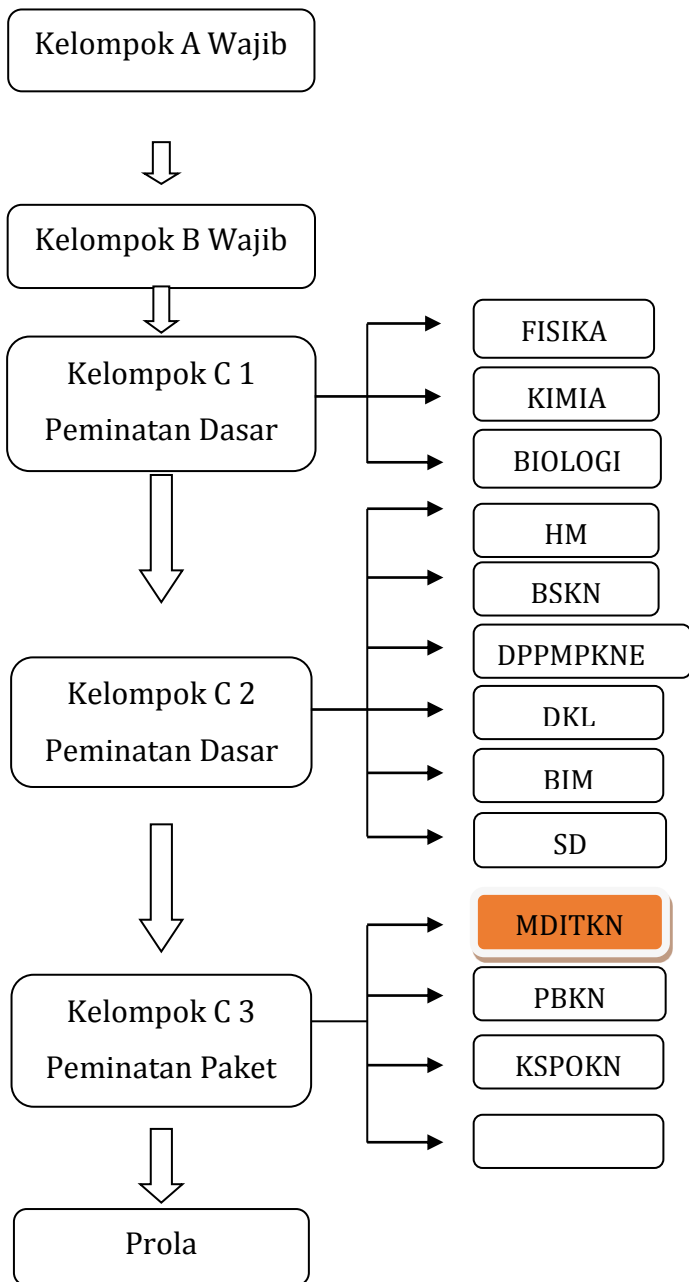 Kelompok A Wajib
Kelompok B Wajib
Kelompok C 1
Peminatan Dasar
FISIKA
KIMIA
BIOLOGI
Kelompok C 2
Peminatan Dasar
HM
BSKN
DPPMPKNE
DKL
BIM
SD
Kelompok C 3
Peminatan Paket
MDITKN
PBKN
KSPOKN
Prola